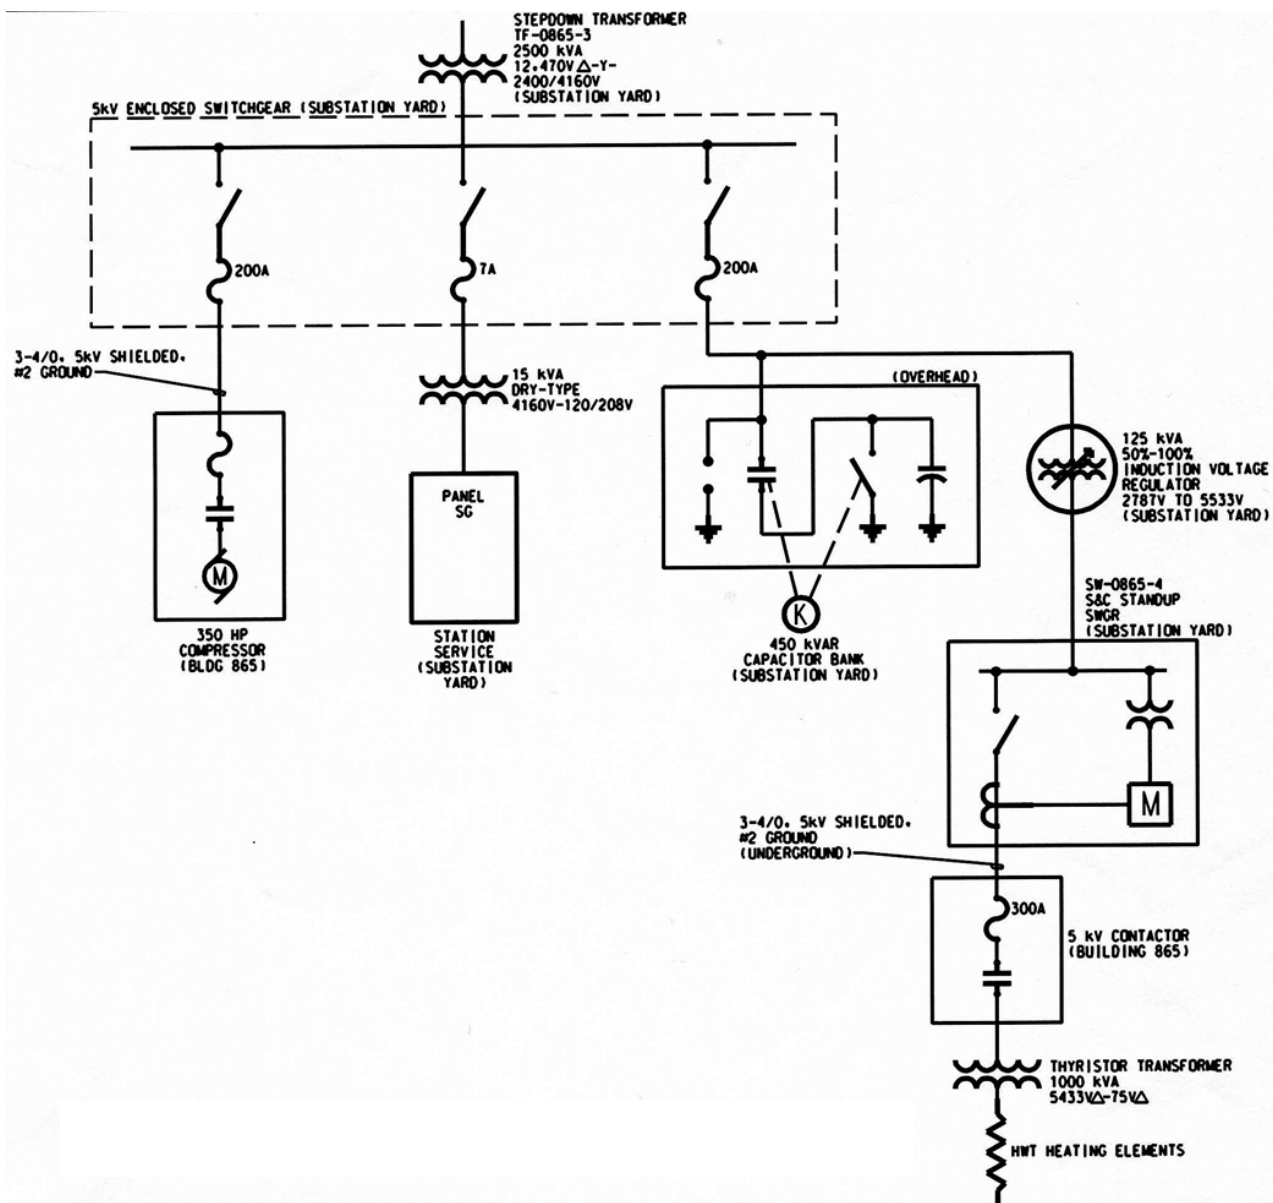 STEPDOWN TRANSFORMER
TF-0865-3
2500 kVA
12.470V △-Y-
2400/4160V
(SUBSTATION YARD)
5kV ENCLOSED SWITCHGEAR (SUBSTATION YARD)
200A
7A
200A
3-4/0. 5kV SHIELDED.
#2 GROUND
15 kVA
DRY-TYPE
4160V-120/208V
(OVERHEAD)
125 kVA
50%-100%
INDUCTION VOLTAGE
REGULATOR
2787V TO 5533V
(SUBSTATION YARD)
PANEL
SG
M
K
350 HP
COMPRESSOR
(BLDG 865)
STATION
SERVICE
(SUBSTATION
YARD)
450 kVAR
CAPACITOR BANK
(SUBSTATION YARD)
SW-0865-4
S&C STANDUP
SWGR
(SUBSTATION YARD)
M
3-4/0. 5kV SHIELDED.
#2 GROUND
(UNDERGROUND)
300A
5 kV CONTACTOR
(BUILDING 865)
THYRISTOR TRANSFORMER
1000 kVA
5433V△-75V△
HWT HEATING ELEMENTS